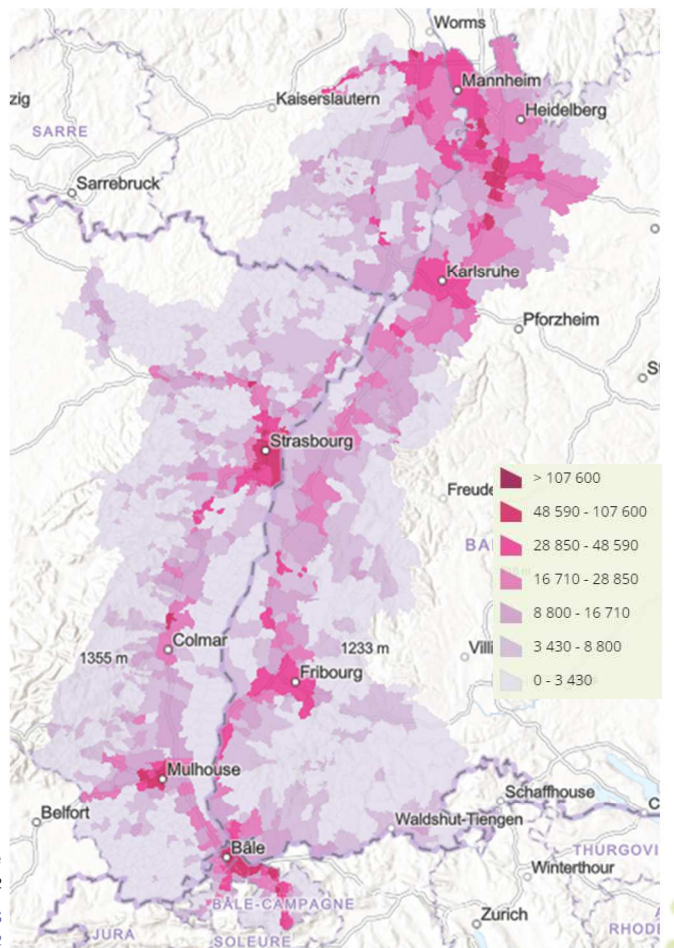 Worms
Mannheim
zig
Kaiserslautern
Heidelberg
SARRE
Sarrebruck
Karlsruhe
Pforzheim
St
Strasbourg
> 107 600
Freude
48 590 - 107 600
BA
28 850 - 48 590
16 710 - 28 850
8 800 - 16 710
Colmar
1233 m
Villi
3 430 - 8 800
1355 m
Fribourg
0 - 3 430
Mulhouse
Schaffhouse
Belfort
Waldshut-Tiengen
C
Bâle
THURGOVI
Winterthour
BÂLE-CAMPAGNE
Zurich
JURA
SOLEURE
RHODE